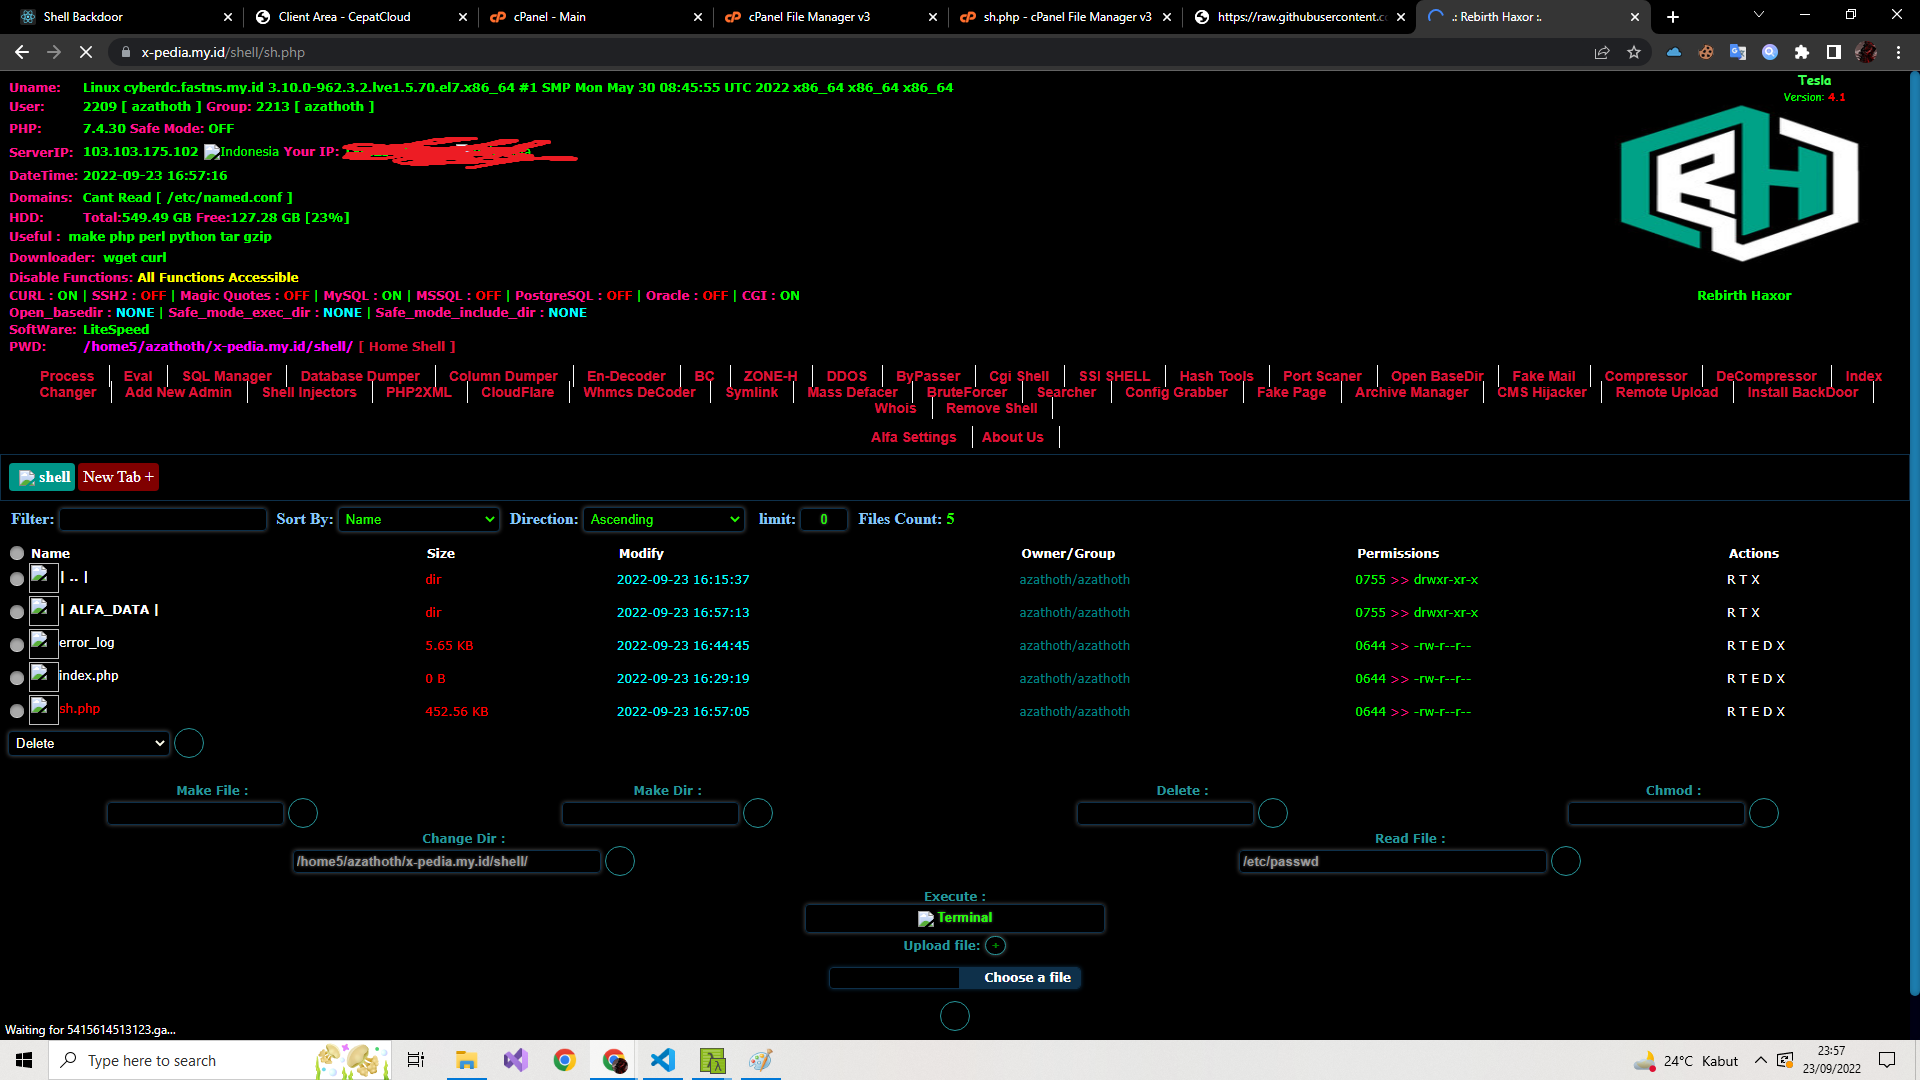 Shell Backdoor
Client Area - CepatCloud
cPanel - Main
cPanel File Manager v3
sh.php - cPanel File Manager v3
https://raw.githubusercontent.c
.: Rebirth Haxor :.
x-pedia.my.id/shell/sh.php
Uname: Linux cyberdc.fastns.my.id 3.10.0-962.3.2.lve1.5.70.el7.x86_64 #1 SMP Mon May 30 08:45:55 UTC 2022 x86_64 x86_64 x86_64
User: 2209 [ azathoth ] Group: 2213 [ azathoth ]
PHP: 7.4.30 Safe Mode: OFF
ServerIP: 103.103.175.102 Indonesia Your IP:
DateTime: 2022-09-23 16:57:16
Domains: Cant Read [ /etc/named.conf ]
HDD: Total:549.49 GB Free:127.28 GB [23%]
Useful : make php perl python tar gzip
Downloader: wget curl
Disable Functions: All Functions Accessible
CURL : ON | SSH2 : OFF | Magic Quotes : OFF | MySQL : ON | MSSQL : OFF | PostgreSQL : OFF | Oracle : OFF | CGI : ON
Open_basedir : NONE | Safe_mode_exec_dir : NONE | Safe_mode_include_dir : NONE
SoftWare: LiteSpeed
PWD: /home5/azathoth/x-pedia.my.id/shell/ [ Home Shell ]
Tesla
Version: 4.1
RH
Rebirth Haxor
Process | Eval | SQL Manager | Database Dumper | Column Dumper | En-Decoder | BC | ZONE-H | DDOS | ByPasser | Cgi Shell | SSI SHELL | Hash Tools | Port Scaner | Open BaseDir | Fake Mail | Compressor | DeCompressor | Index
Changer | Add New Admin | Shell Injectors | PHP2XML | CloudFlare | Whmcs DeCoder | Symlink | Mass Defacer | BruteForcer | Searcher | Config Grabber | Fake Page | Archive Manager | CMS Hijacker | Remote Upload | Install BackDoor |
Whois | Remove Shell |
Alfa Settings | About Us |
shell New Tab +
Filter: Sort By: Name Direction: Ascending limit: 0 Files Count: 5
Name Size Modify Owner/Group Permissions Actions
| .. | dir 2022-09-23 16:15:37 azathoth/azathoth 0755 >> drwxr-xr-x R T X
| ALFA_DATA | dir 2022-09-23 16:57:13 azathoth/azathoth 0755 >> drwxr-xr-x R T X
error_log 5.65 KB 2022-09-23 16:44:45 azathoth/azathoth 0644 >> -rw-r--r-- R T E D X
index.php 0 B 2022-09-23 16:29:19 azathoth/azathoth 0644 >> -rw-r--r-- R T E D X
sh.php 452.56 KB 2022-09-23 16:57:05 azathoth/azathoth 0644 >> -rw-r--r-- R T E D X
Delete
Make File : Make Dir : Delete : Chmod :
Change Dir : Read File :
/home5/azathoth/x-pedia.my.id/shell/ /etc/passwd
Execute :
Terminal
Upload file: +
Choose a file
Waiting for 5415614513123.ga...
Type here to search
24°C Kabut
23:57
23/09/2022